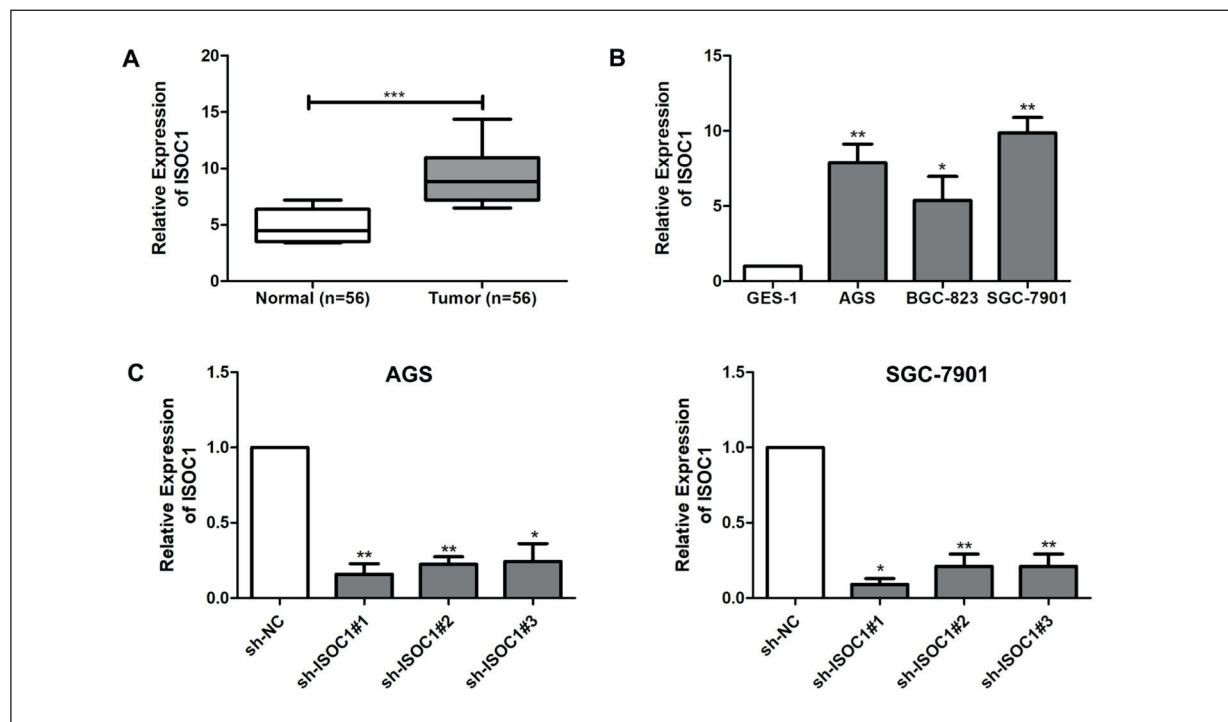 A
Relative Expression
of ISOC1
20
15
10
5
0
***
Normal (n=56)
Tumor (n=56)
B
Relative Expression
of ISOC1
15
10
5
0
**
*
**
GES-1
AGS
BGC-823
SGC-7901
C
AGS
Relative Expression
of ISOC1
1.5
1.0
0.5
0.0
**
**
*
sh-NC
sh-ISOC1#1
sh-ISOC1#2
sh-ISOC1#3
SGC-7901
Relative Expression
of ISOC1
1.5
1.0
0.5
0.0
*
**
**
sh-NC
sh-ISOC1#1
sh-ISOC1#2
sh-ISOC1#3